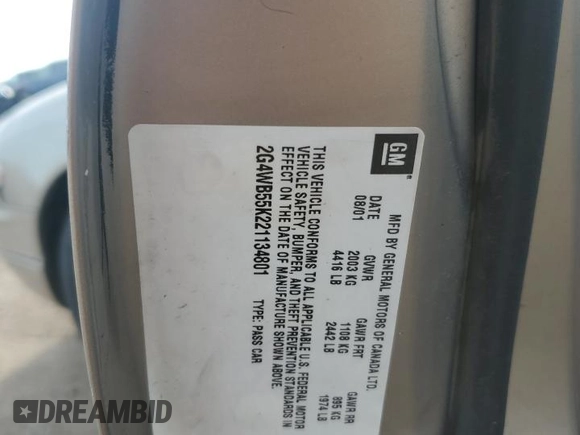 GM
MFD BY GENERAL MOTORS OF CANADA LTD.
DATE GVWR GAWR FRT GAWR RR
08/01 2003 KG 1108 KG 895 KG
4416 LB 2442 LB 1974 LB
THIS VEHICLE CONFORMS TO ALL APPLICABLE U.S. FEDERAL MOTOR
VEHICLE SAFETY, BUMPER, AND THEFT PREVENTION STANDARDS IN
EFFECT ON THE DATE OF MANUFACTURE SHOWN ABOVE.
2G4WB55K221134801 TYPE: PASS CAR
DREAMBID